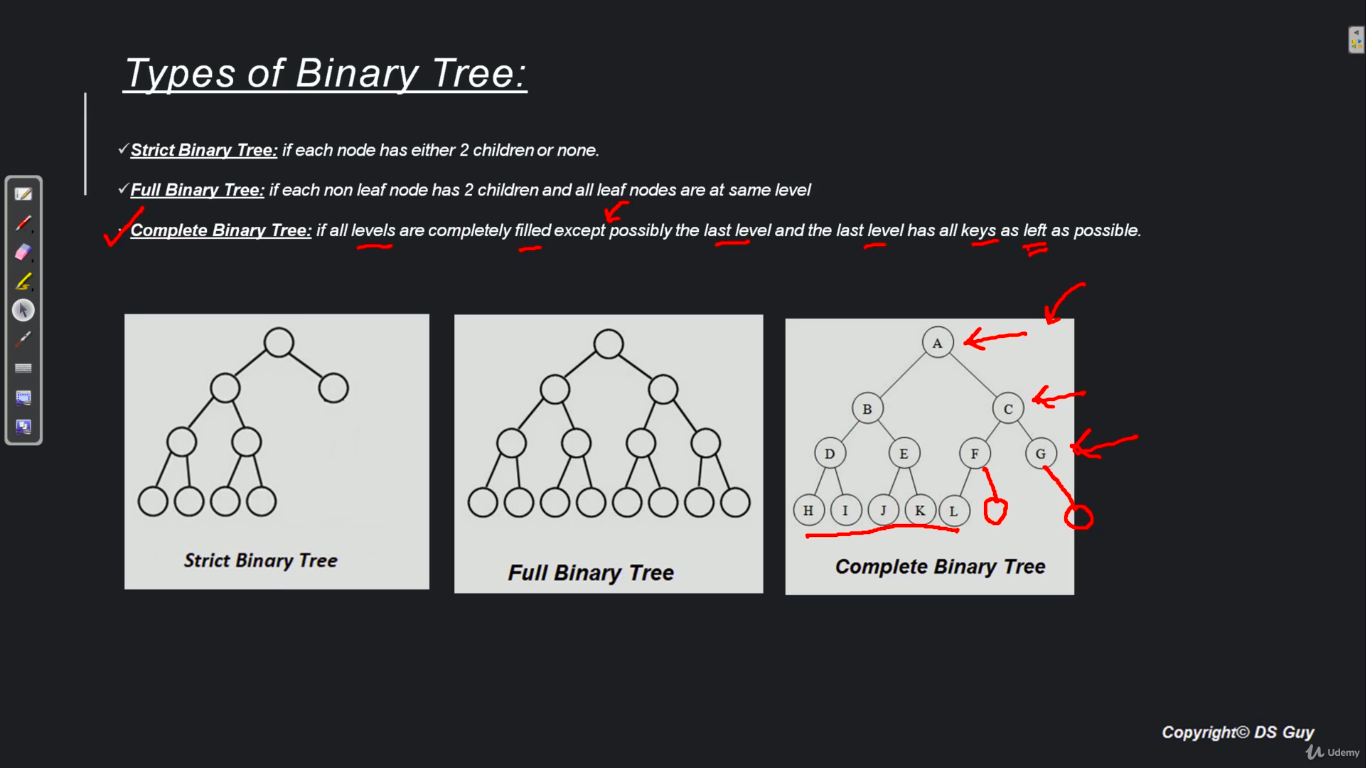 Types of Binary Tree:
✓Strict Binary Tree: if each node has either 2 children or none.
✓Full Binary Tree: if each non leaf node has 2 children and all leaf nodes are at same level
Complete Binary Tree: if all levels are completely filled except possibly the last level and the last level has all keys as left as possible.
A
B C
D E F G
H I J K L
Strict Binary Tree
Full Binary Tree
Complete Binary Tree
Copyright© DS Guy
Udemy